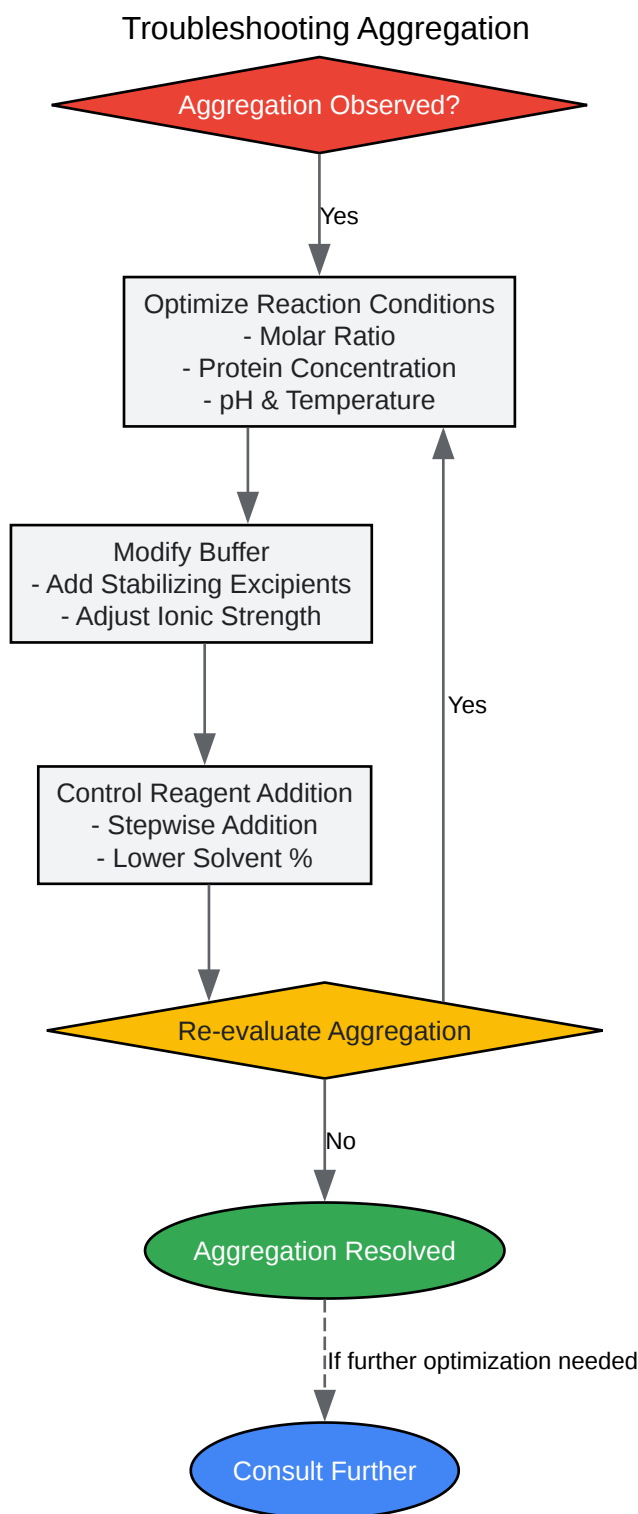 Troubleshooting Aggregation
Aggregation Observed?
Yes
Optimize Reaction Conditions
- Molar Ratio
- Protein Concentration
- pH & Temperature
Modify Buffer
- Add Stabilizing Excipients
- Adjust Ionic Strength
Yes
Control Reagent Addition
- Stepwise Addition
- Lower Solvent %
Re-evaluate Aggregation
No
Aggregation Resolved
If further optimization needed
Consult Further